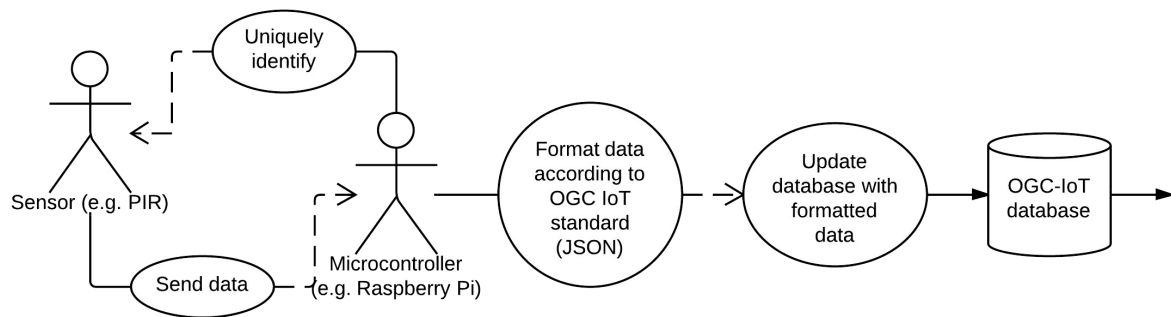 Uniquely
identify
Sensor (e.g. PIR)
Send data
Microcontroller
(e.g. Raspberry Pi)
Format data
according to
OGC IoT
standard
(JSON)
Update
database with
formatted
data
OGC-IoT
database